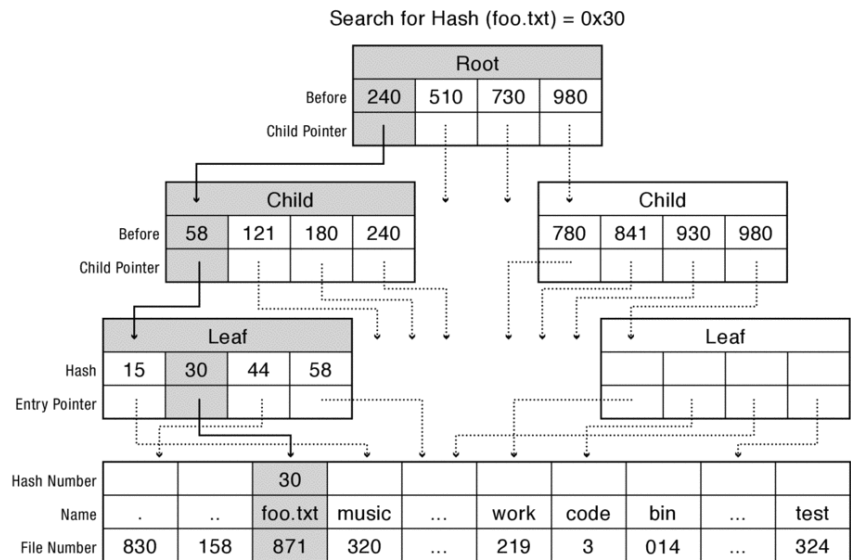 Search for Hash (foo.txt) = 0x30
Root
Before 240 510 730 980
Child Pointer
Child Child
Before 58 121 180 240 780 841 930 980
Child Pointer
Leaf Leaf
Hash 15 30 44 58
Entry Pointer
Hash Number 30
Name . .. foo.txt music ... work code bin ... test
File Number 830 158 871 320 ... 219 3 014 ... 324